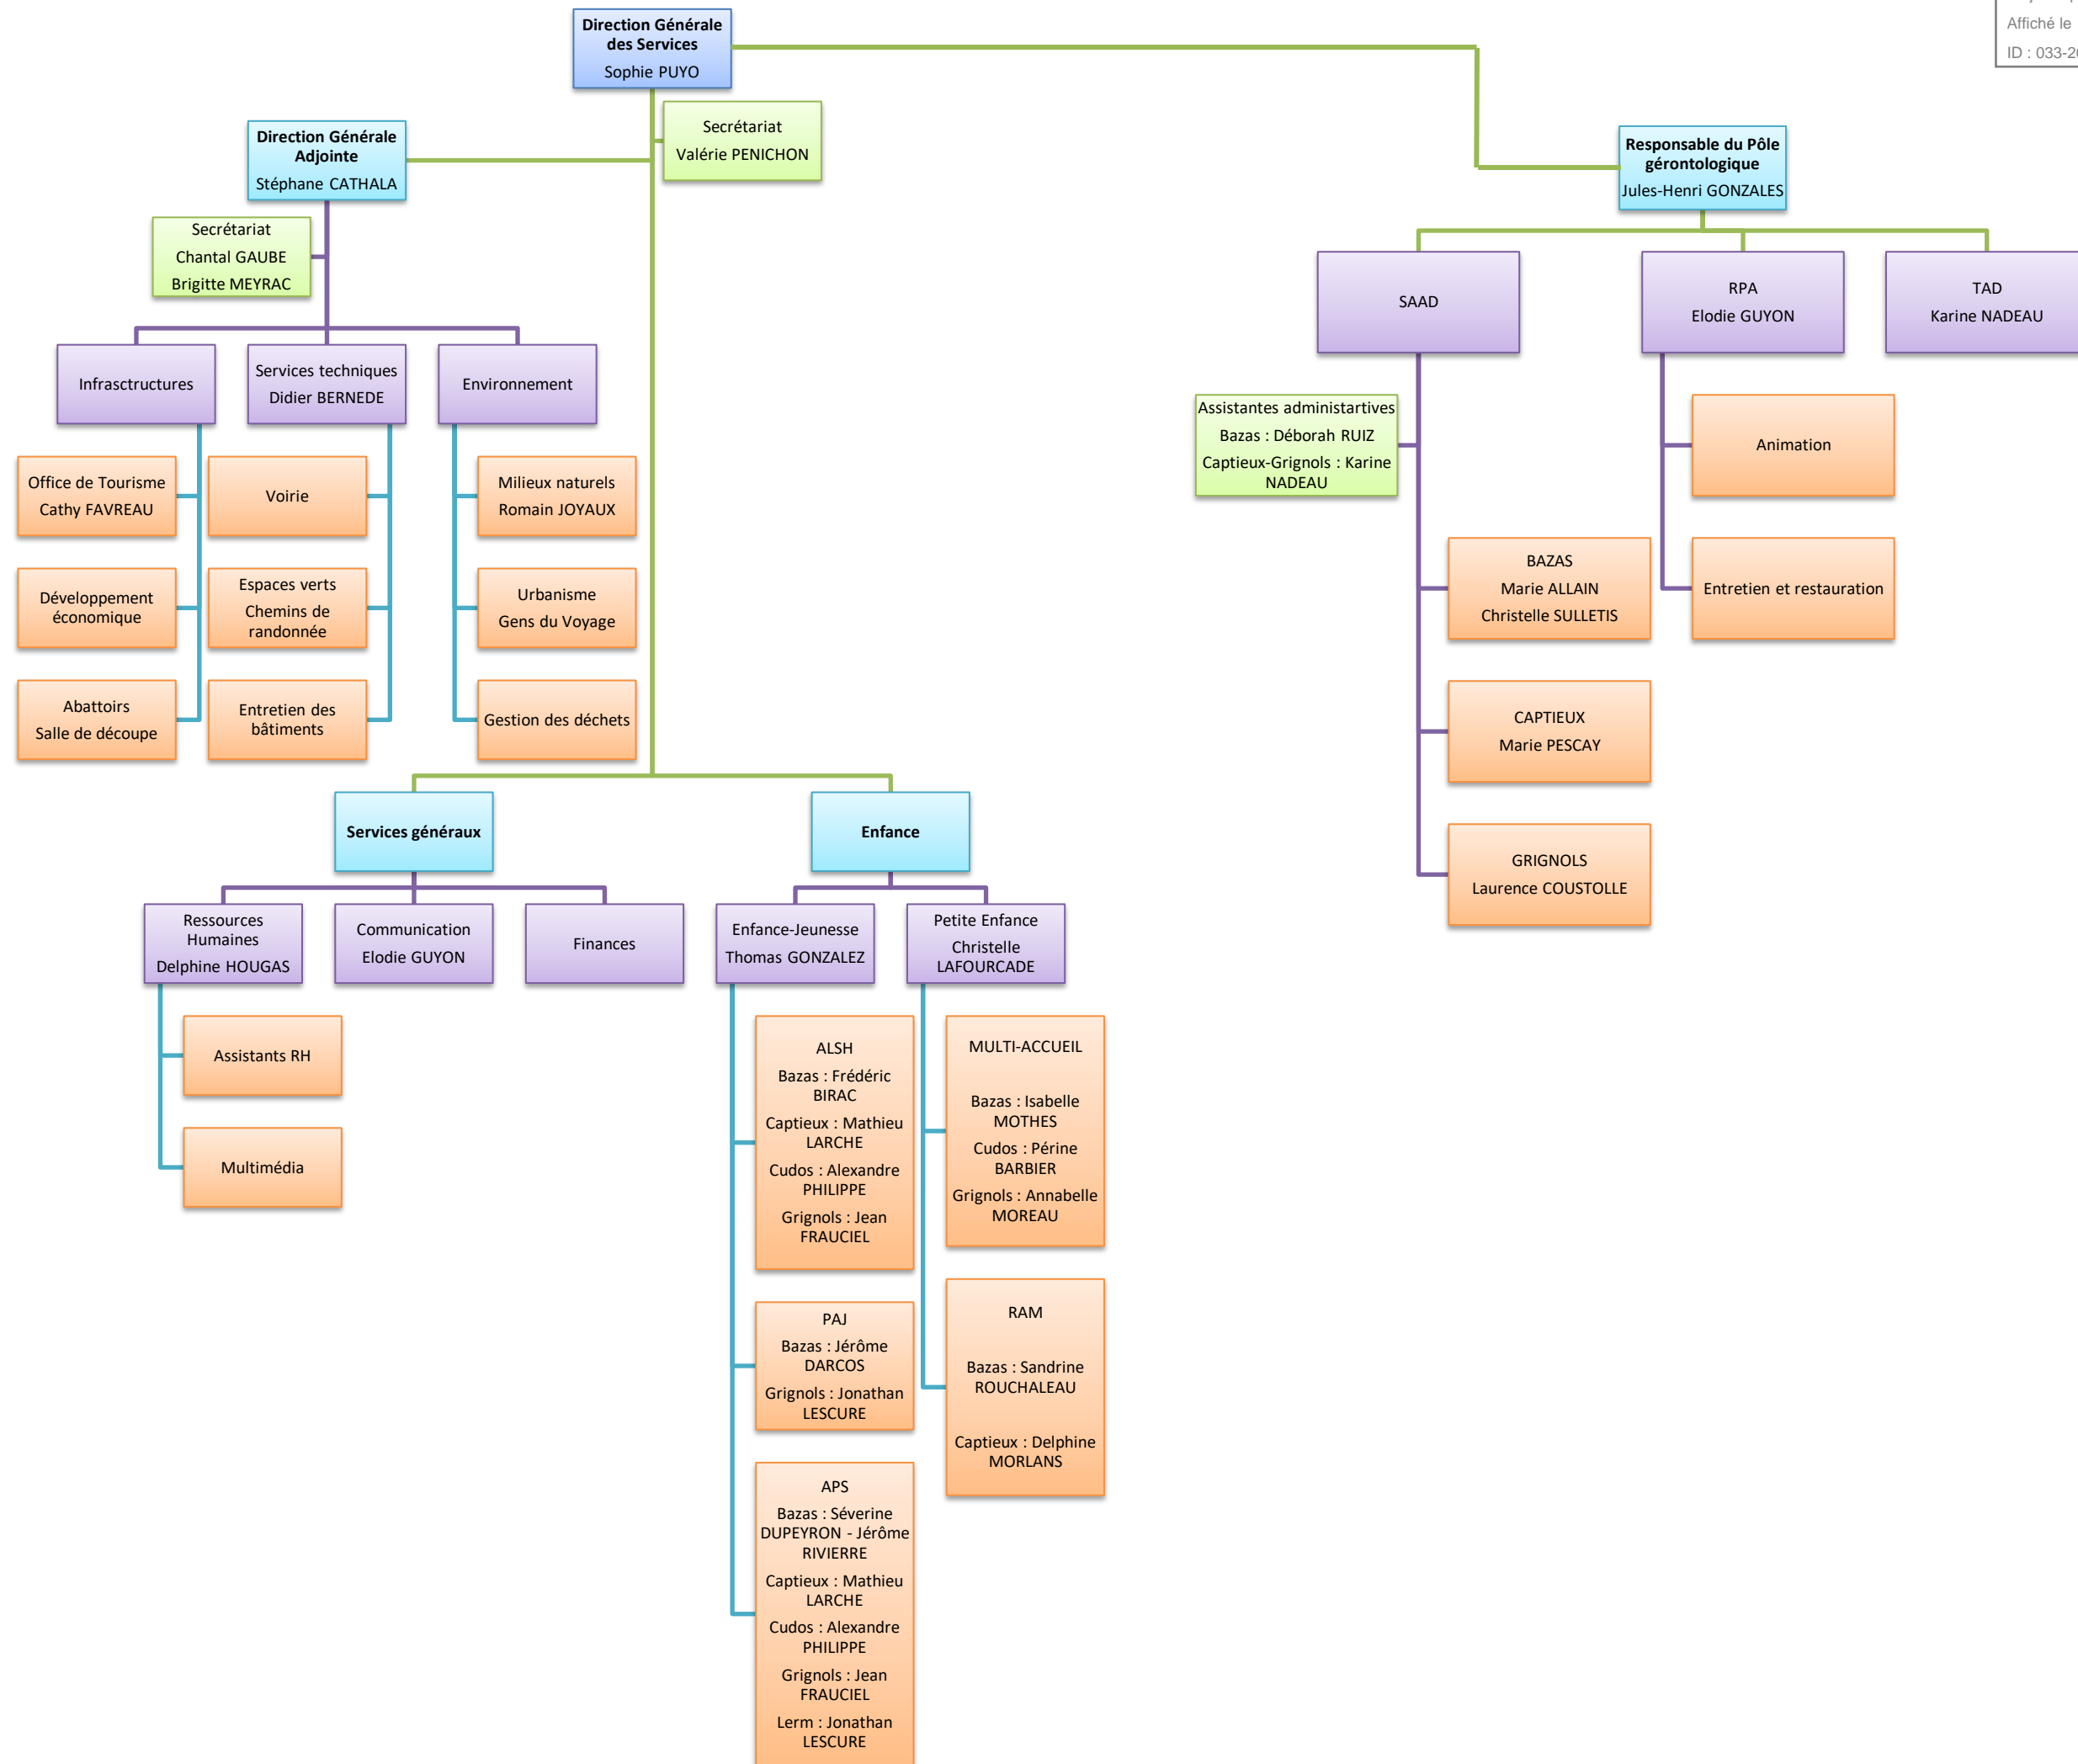 Affiché le
Direction Générale
des Services
Sophie PUYO
Secrétariat
Valérie PENICHON
Direction Générale
Adjointe
Stéphane CATHALA
Responsable du Pôle
gérontologique
Jules-Henri GONZALES
Secrétariat
Chantal GAUBE
Brigitte MEYRAC
SAAD
RPA
Elodie GUYON
TAD
Karine NADEAU
Infrasctructures
Services techniques
Didier BERNEDE
Environnement
Assistantes administartives
Bazas : Déborah RUIZ
Captieux-Grignols : Karine
NADEAU
Animation
Office de Tourisme
Cathy FAVREAU
Voirie
Milieux naturels
Romain JOYAUX
BAZAS
Marie ALLAIN
Christelle SULLETIS
Entretien et restauration
Développement
économique
Espaces verts
Chemins de
randonnée
Urbanisme
Gens du Voyage
Abattoirs
Salle de découpe
Entretien des
bâtiments
Gestion des déchets
CAPTIEUX
Marie PESCAY
GRIGNOLS
Laurence COUSTOLLE
Services généraux
Enfance
Ressources
Humaines
Delphine HOUGAS
Communication
Elodie GUYON
Finances
Enfance-Jeunesse
Thomas GONZALEZ
Petite Enfance
Christelle
LAFOURCADE
Assistants RH
Multimédia
ALSH
Bazas : Frédéric
BIRAC
Captieux : Mathieu
LARCHE
Cudos : Alexandre
PHILIPPE
Grignols : Jean
FRAUCIEL
MULTI-ACCUEIL
Bazas : Isabelle
MOTHES
Cudos : Périne
BARBIER
Grignols : Annabelle
MOREAU
PAJ
Bazas : Jérôme
DARCOS
Grignols : Jonathan
LESCURE
RAM
Bazas : Sandrine
ROUCHALEAU
Captieux : Delphine
MORLANS
APS
Bazas : Séverine
DUPEYRON - Jérôme
RIVIERRE
Captieux : Mathieu
LARCHE
Cudos : Alexandre
PHILIPPE
Grignols : Jean
FRAUCIEL
Lerm : Jonathan
LESCURE